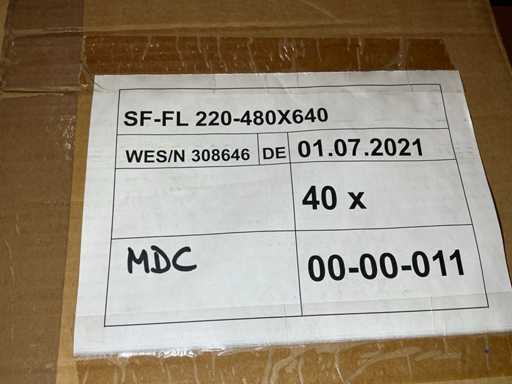 SF-FL 220-480X640
WES/N 308646 DE 01.07.2021
40 x
MDC 00-00-011